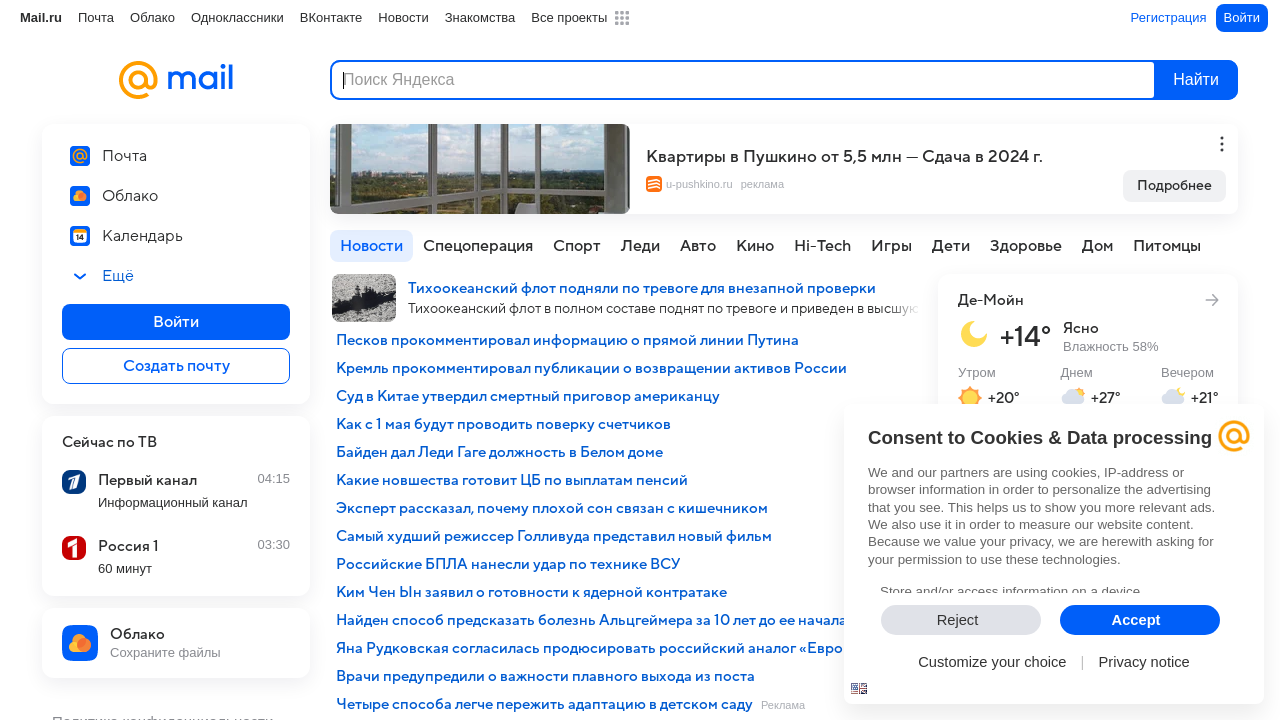 Mail.ru Почта Облако Одноклассники ВКонтакте Новости Знакомства Все проекты Регистрация Войти
mail
Поиск Яндекса Найти
Почта
Облако
14 Календарь
Ещё
Войти
Создать почту
Квартиры в Пушкино от 5,5 млн — Сдача в 2024 г.
u-pushkino.ru реклама
Подробнее
Новости Спецоперация Спорт Леди Авто Кино Hi-Tech Игры Дети Здоровье Дом Питомцы
Тихоокеанский флот подняли по тревоге для внезапной проверки
Тихоокеанский флот в полном составе поднят по тревоге и приведен в высшую
Песков прокомментировал информацию о прямой линии Путина
Кремль прокомментировал публикации о возвращении активов России
Суд в Китае утвердил смертный приговор американцу
Как с 1 мая будут проводить поверку счетчиков
Байден дал Леди Гаге должность в Белом доме
Какие новшества готовит ЦБ по выплатам пенсий
Эксперт рассказал, почему плохой сон связан с кишечником
Самый худший режиссер Голливуда представил новый фильм
Российские БПЛА нанесли удар по технике ВСУ
Ким Чен Ын заявил о готовности к ядерной контратаке
Найден способ предсказать болезнь Альцгеймера за 10 лет до ее начала
Яна Рудковская согласилась продюсировать российский аналог «Евро
Врачи предупредили о важности плавного выхода из поста
Четыре способа легче пережить адаптацию в детском саду Реклама
Де-Мойн
+14° Ясно
Влажность 58%
Утром Днем Вечером
+20° +27° +21°
Сейчас по ТВ
Первый канал 04:15
Информационный канал
Россия 1 03:30
60 минут
Облако
Сохраните файлы
Политика конфиденциальности
Consent to Cookies & Data processing
We and our partners are using cookies, IP-address or
browser information in order to personalize the advertising
that you see. This helps us to show you more relevant ads.
We also use it in order to measure our website content.
Because we value your privacy, we are herewith asking for
your permission to use these technologies.
Store and/or access information on a device
Reject Accept
Customize your choice | Privacy notice